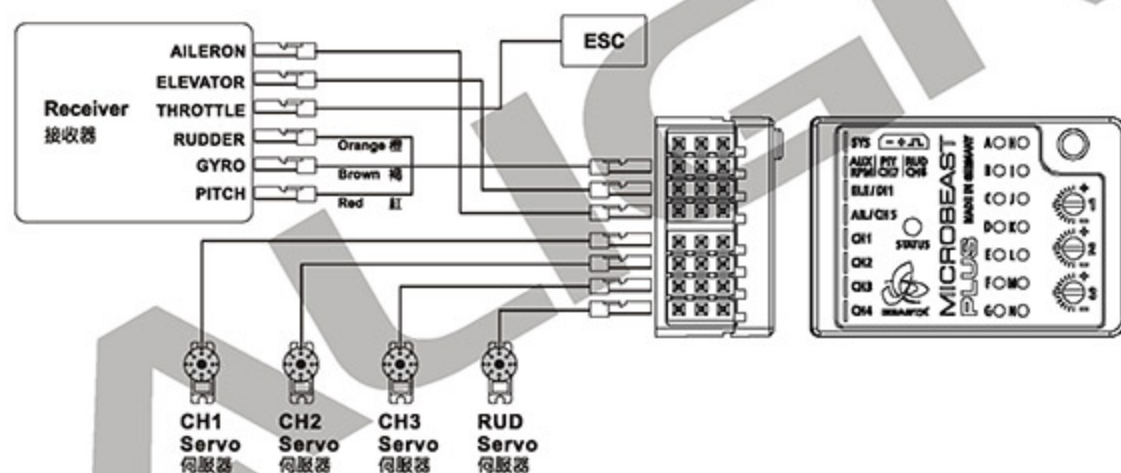 Receiver
接收器
AILERON
ELEVATOR
THROTTLE
RUDDER
GYRO
PITCH
Orange 橙
Brown 褐
Red 紅
ESC
CH1
Servo
伺服器
CH2
Servo
伺服器
CH3
Servo
伺服器
RUD
Servo
伺服器
SYS
AUX PIT RUD
RPM CH7 CH6
ELE/DI1
AIL/CH5
CH1
CH2
CH3
CH4
STATUS
MICROBEAST
PLUS
MADE IN GERMANY
A H
B I
C J
D K
E L
F M
G N
1
2
3
ALIGN